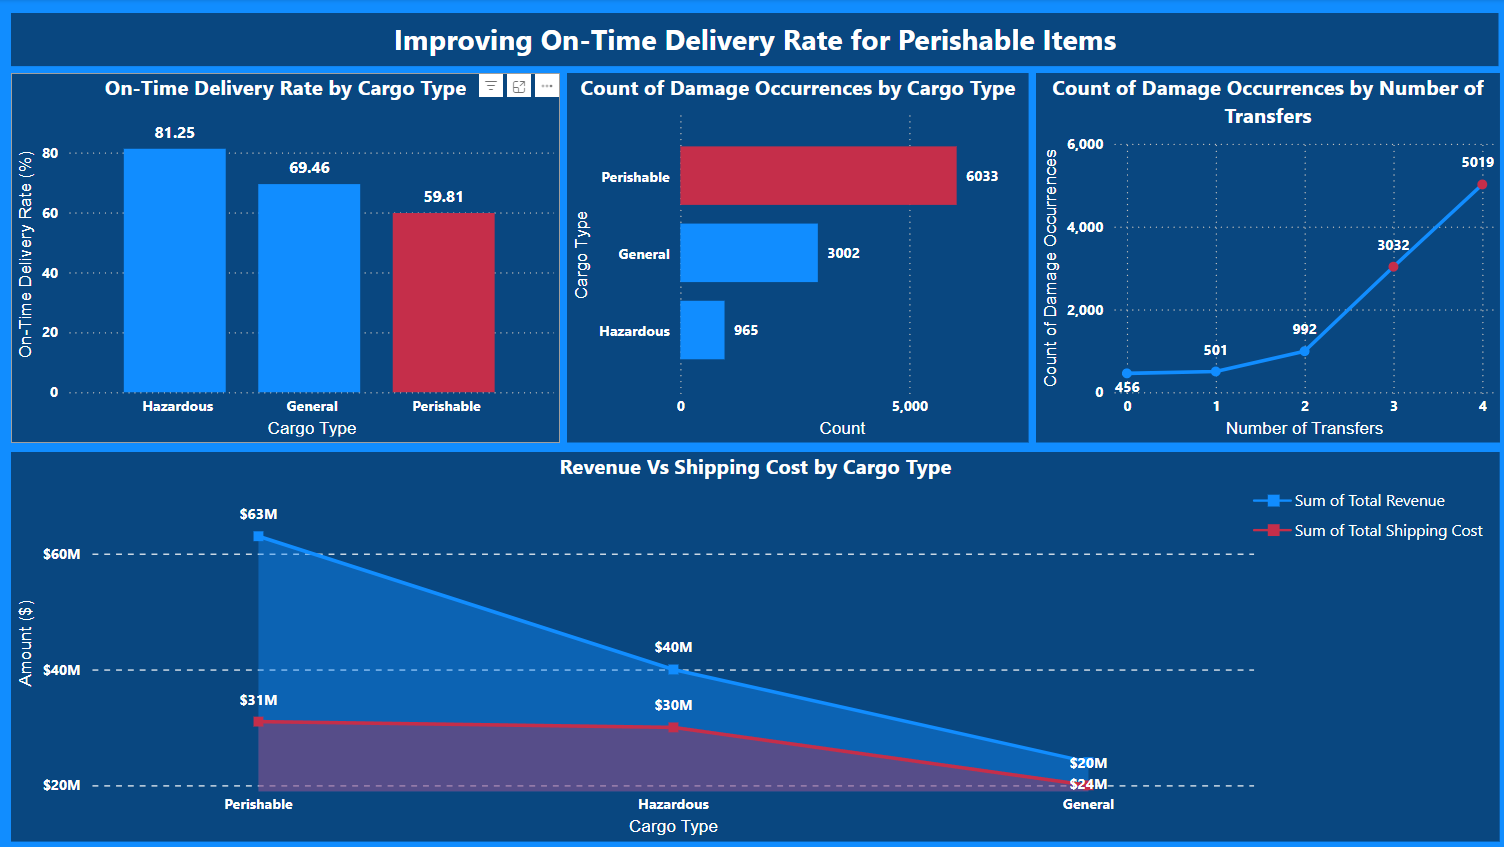 Improving On-Time Delivery Rate for Perishable Items
On-Time Delivery Rate by Cargo Type
On-Time Delivery Rate (%)
80
60
40
20
0
81.25
69.46
59.81
Hazardous
General
Perishable
Cargo Type
Count of Damage Occurrences by Cargo Type
Cargo Type
Perishable
6033
General
3002
Hazardous
965
0
5,000
Count
Count of Damage Occurrences by Number of
Transfers
Count of Damage Occurrences
6,000
4,000
2,000
0
456
501
992
3032
5019
0
1
2
3
4
Number of Transfers
Revenue Vs Shipping Cost by Cargo Type
Sum of Total Revenue
Sum of Total Shipping Cost
Amount ($)
$60M
$40M
$20M
$63M
$31M
$40M
$30M
$20M
$24M
Perishable
Hazardous
General
Cargo Type